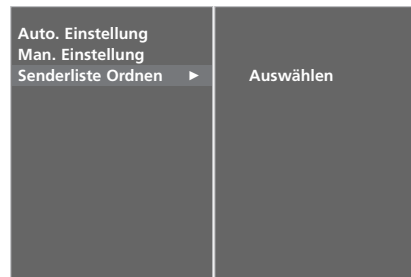 Auto. Einstellung
Man. Einstellung
Senderliste Ordnen ► Auswählen